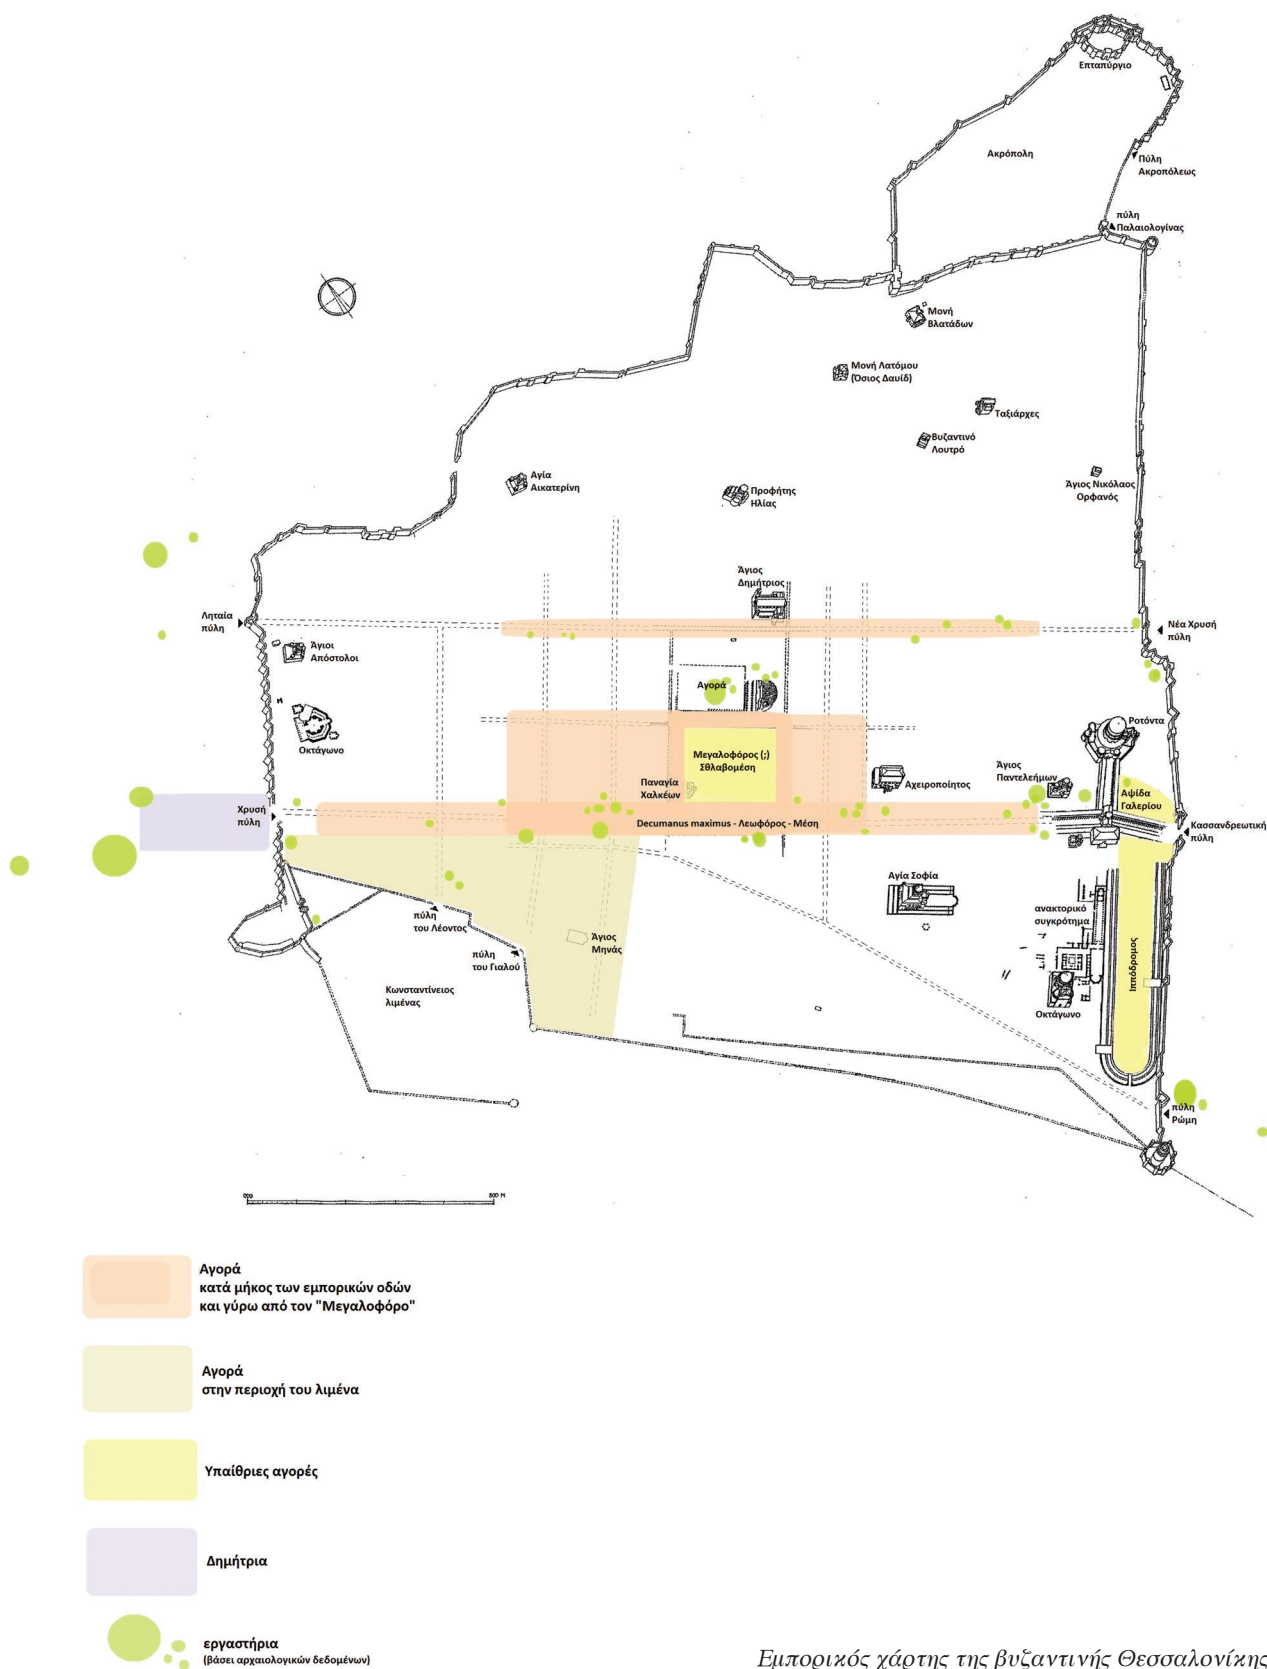 Επταπύργιο
Ακρόπολη
Πύλη
Ακροπόλεως
πύλη
Παλαιολογίνας
Μονή
Βλατάδων
Μονή Λατόμου
(Όσιος Δαυίδ)
Ταξιάρχες
Βυζαντινό
Λουτρό
Αγία
Αικατερίνη
Προφήτης
Ηλίας
Άγιος Νικόλαος
Ορφανός
Άγιος
Δημήτριος
Ληταία
πύλη
Νέα Χρυσή
πύλη
Άγιοι
Απόστολοι
Αγορά
Οκτάγωνο
Ροτόντα
Μεγαλοφόρος (;)
Σθλαβομέση
Παναγία
Χαλκέων
Αχειροποίητος
Άγιος
Παντελεήμων
Αψίδα
Γαλερίου
Χρυσή
πύλη
Decumanus maximus - Λεωφόρος - Μέση
Κασσανδρεωτική
πύλη
Αγία Σοφία
ανακτορικό
συγκρότημα
πύλη
του Λέοντος
Άγιος
Μηνάς
πύλη
του Γιαλού
Ιππόδρομος
Κωνσταντίνειος
λιμένας
Οκτάγωνο
πύλη
Ρώμη
000 500 M
Αγορά
κατά μήκος των εμπορικών οδών
και γύρω από τον "Μεγαλοφόρο"
Αγορά
στην περιοχή του λιμένα
Υπαίθριες αγορές
Δημήτρια
εργαστήρια
(βάσει αρχαιολογικών δεδομένων)
Εμπορικός χάρτης της βυζαντινής Θεσσαλονίκης